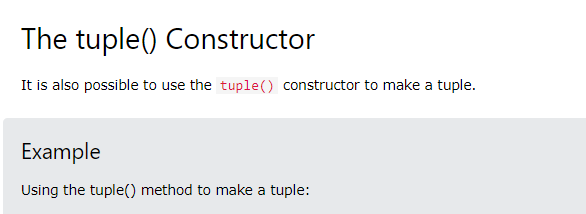 The tuple() Constructor
It is also possible to use the tuple() constructor to make a tuple.
Example
Using the tuple() method to make a tuple: